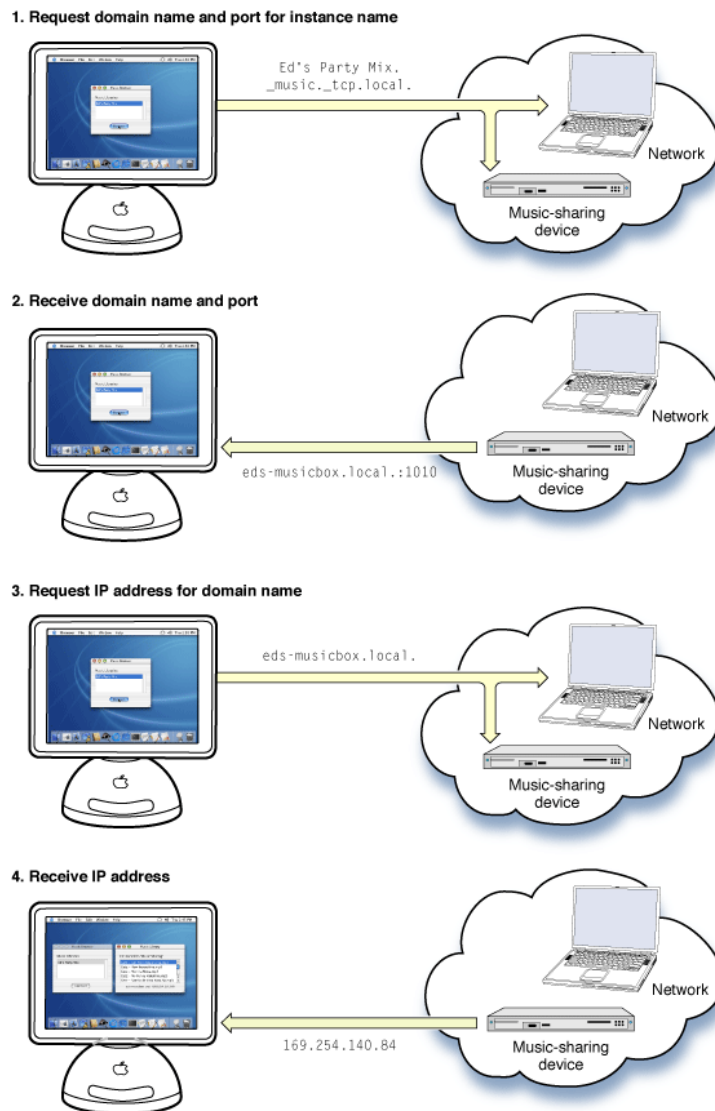 1. Request domain name and port for instance name
Ed's Party Mix.
_music._tcp.local.
Network
Music-sharing
device
2. Receive domain name and port
Network
eds-musicbox.local.:1010
Music-sharing
device
3. Request IP address for domain name
eds-musicbox.local.
Network
Music-sharing
device
4. Receive IP address
Network
169.254.140.84
Music-sharing
device